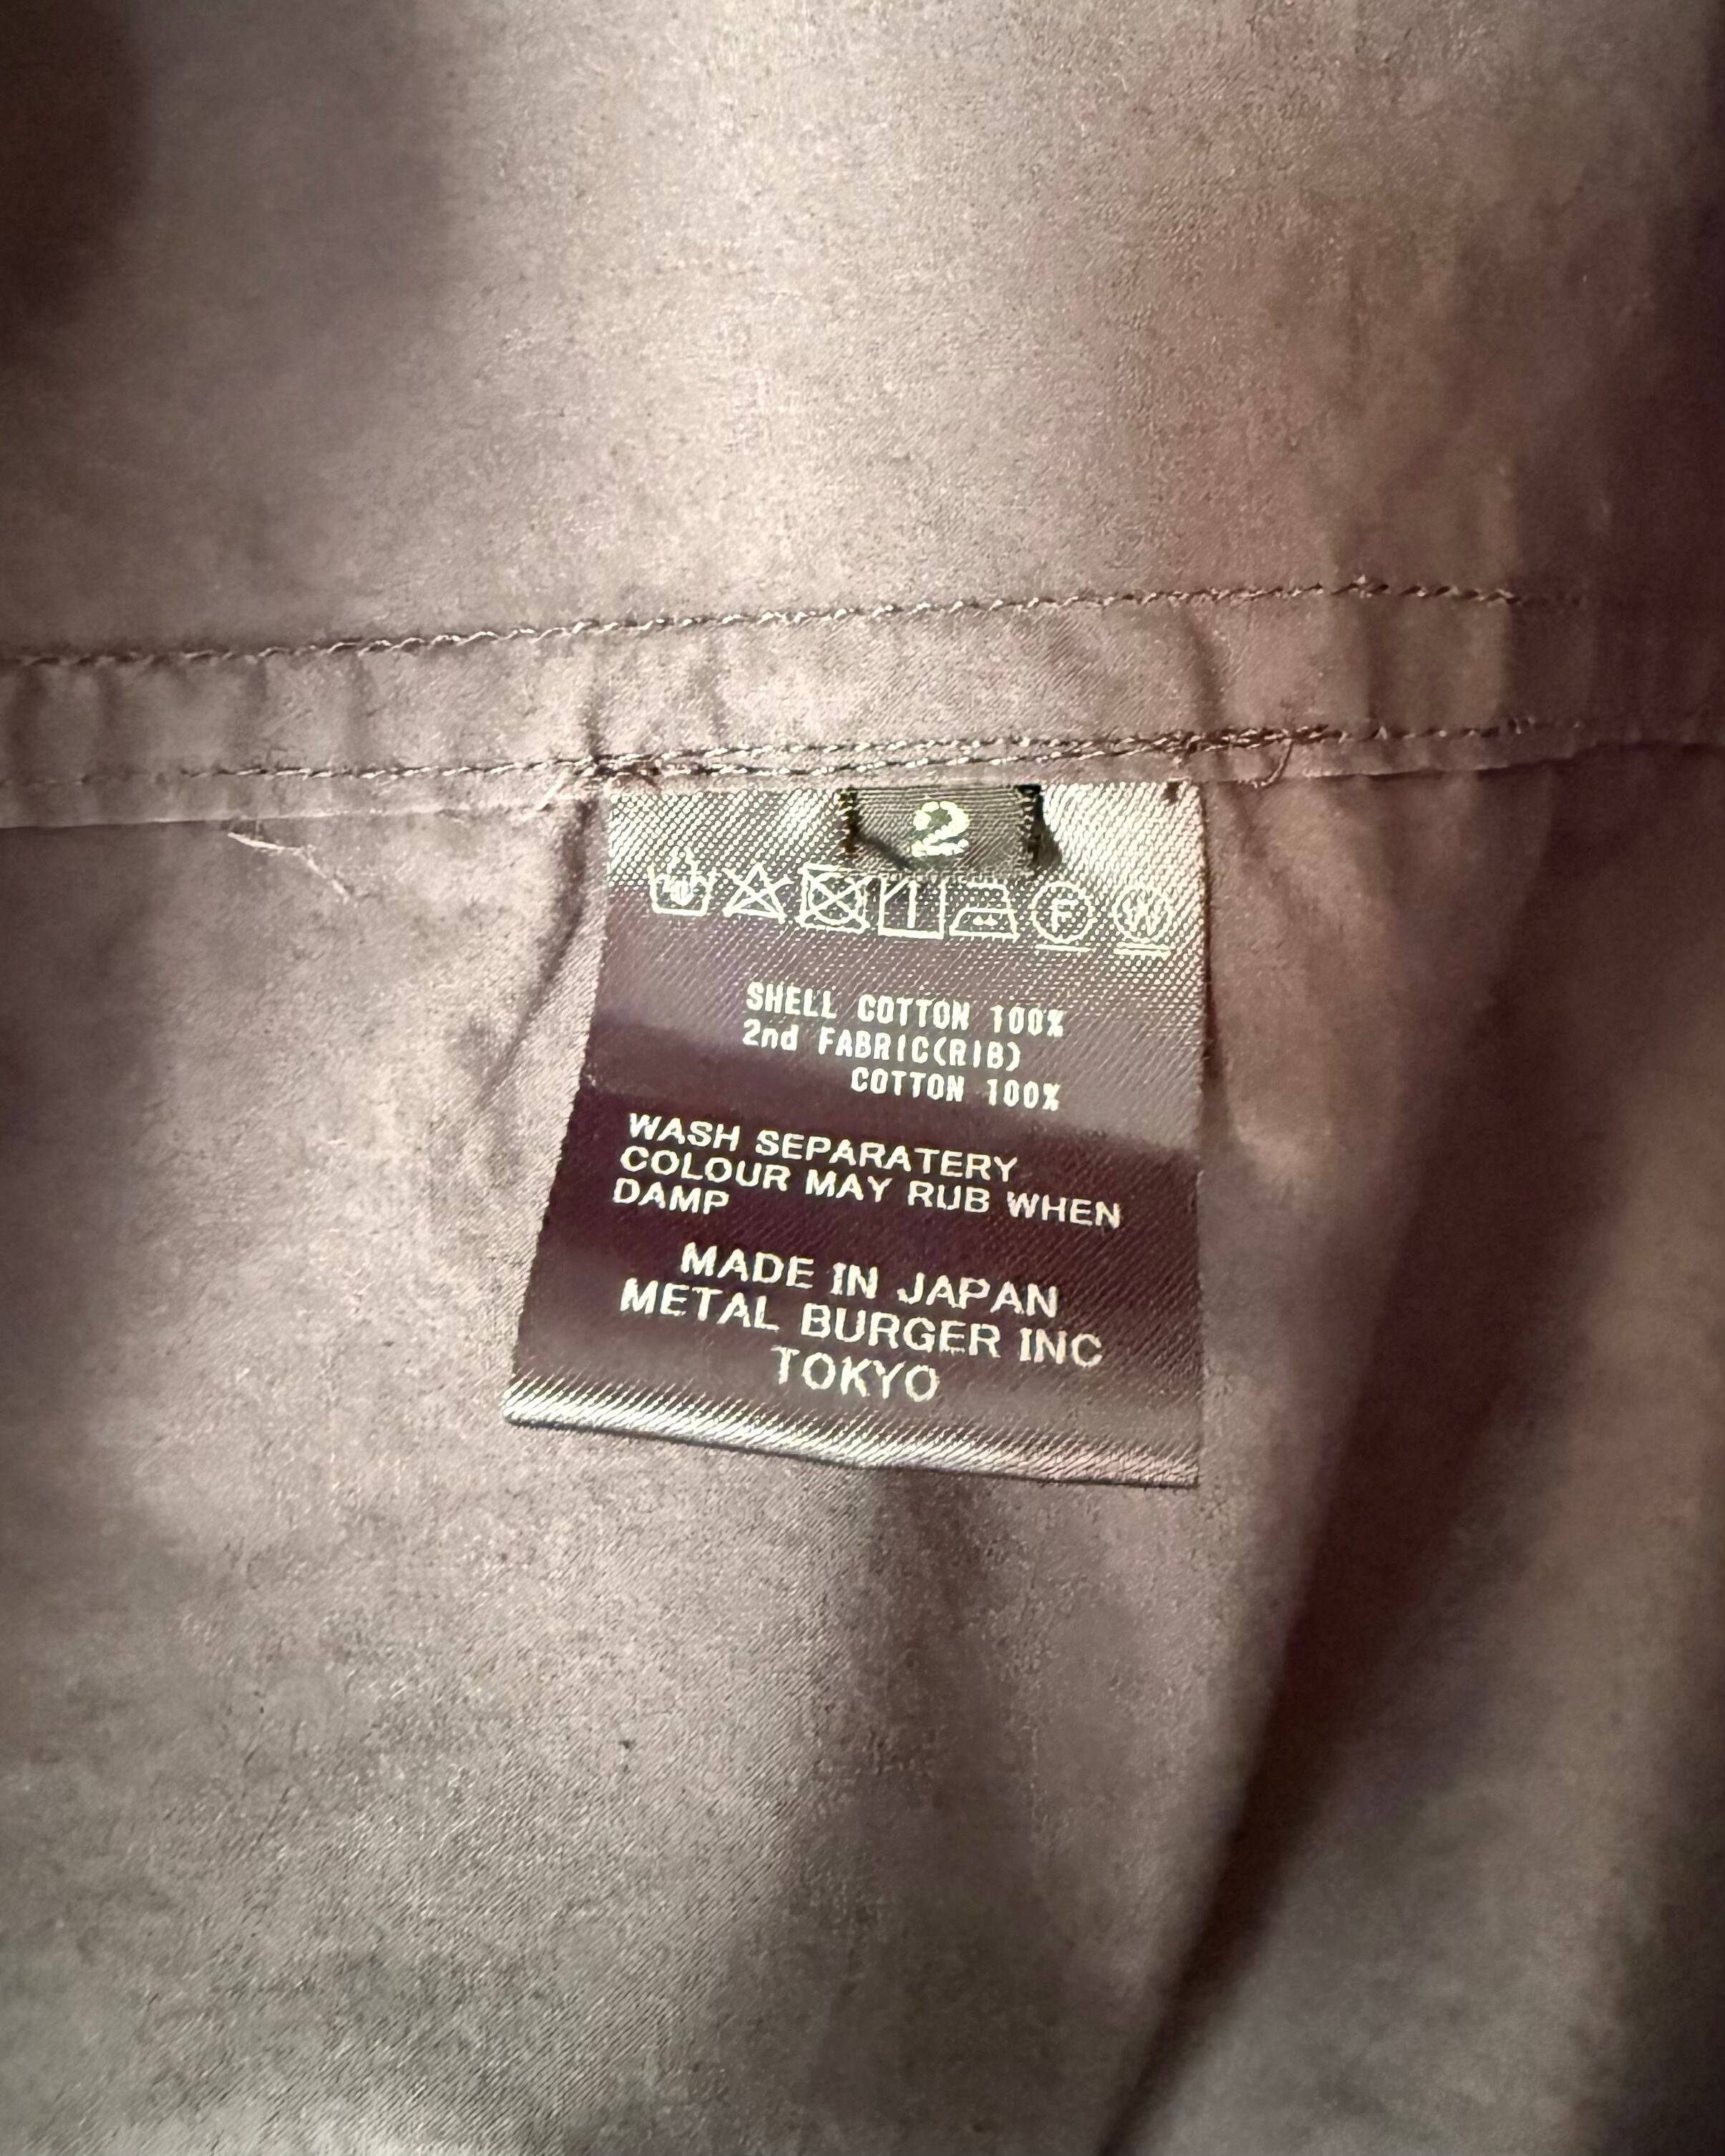 2
F W
SHELL COTTON 100%
2nd FABRIC(RIB)
COTTON 100%
WASH SEPARATERY
COLOUR MAY RUB WHEN
DAMP
MADE IN JAPAN
METAL BURGER INC
TOKYO